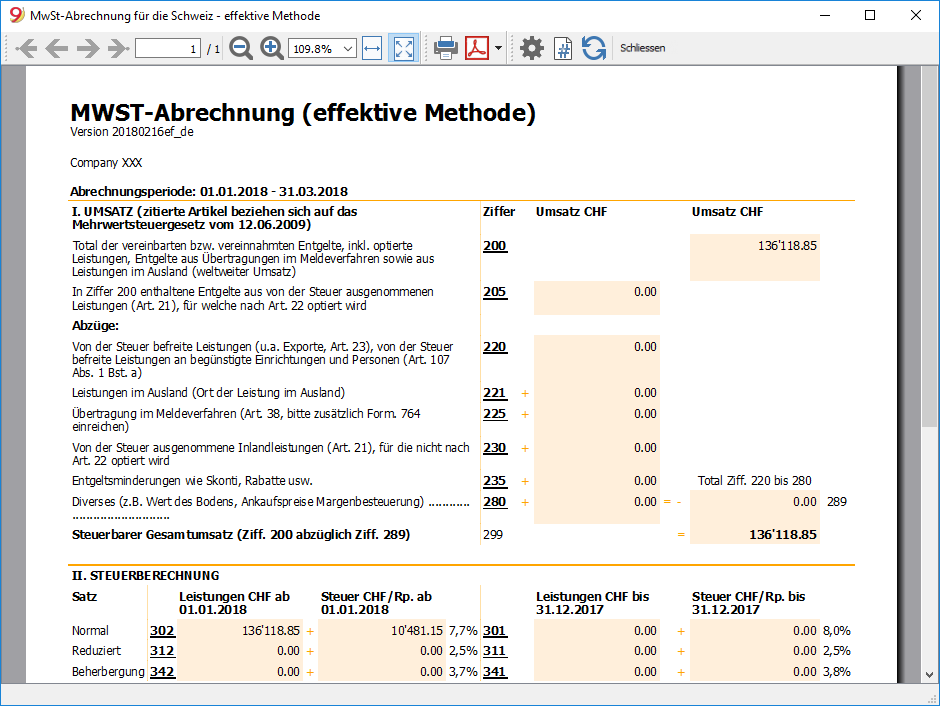 MwSt-Abrechnung für die Schweiz - effektive Methode
1 / 1 109.8% Schliessen
MWST-Abrechnung (effektive Methode)
Version 20180216ef_de
Company XXX
Abrechnungsperiode: 01.01.2018 - 31.03.2018
I. UMSATZ (zitierte Artikel beziehen sich auf das Ziffer Umsatz CHF Umsatz CHF
Mehrwertsteuergesetz vom 12.06.2009)
Total der vereinbarten bzw. vereinnahmten Entgelte, inkl. optierte 200 136'118.85
Leistungen, Entgelte aus Übertragungen im Meldeverfahren sowie aus
Leistungen im Ausland (weltweiter Umsatz)
In Ziffer 200 enthaltene Entgelte aus von der Steuer ausgenommenen 205 0.00
Leistungen (Art. 21), für welche nach Art. 22 optiert wird
Abzüge:
Von der Steuer befreite Leistungen (u.a. Exporte, Art. 23), von der Steuer 220 0.00
befreite Leistungen an begünstigte Einrichtungen und Personen (Art. 107
Abs. 1 Bst. a)
Leistungen im Ausland (Ort der Leistung im Ausland) 221 + 0.00
Übertragung im Meldeverfahren (Art. 38, bitte zusätzlich Form. 764 225 + 0.00
einreichen)
Von der Steuer ausgenommene Inlandleistungen (Art. 21), für die nicht nach 230 + 0.00
Art. 22 optiert wird
Entgeltsminderungen wie Skonti, Rabatte usw. 235 + 0.00 Total Ziff. 220 bis 280
Diverses (z.B. Wert des Bodens, Ankaufspreise Margenbesteuerung) ............ 280 + 0.00 = - 0.00 289
............................
Steuerbarer Gesamtumsatz (Ziff. 200 abzüglich Ziff. 289) 299 = 136'118.85
II. STEUERBERECHNUNG
Satz Leistungen CHF ab Steuer CHF/Rp. ab Leistungen CHF bis Steuer CHF/Rp. bis
01.01.2018 01.01.2018 31.12.2017 31.12.2017
Normal 302 136'118.85 + 10'481.15 7,7% 301 0.00 + 0.00 8,0%
Reduziert 312 0.00 + 0.00 2,5% 311 0.00 + 0.00 2,5%
Beherbergung 342 0.00 + 0.00 3,7% 341 0.00 + 0.00 3,8%